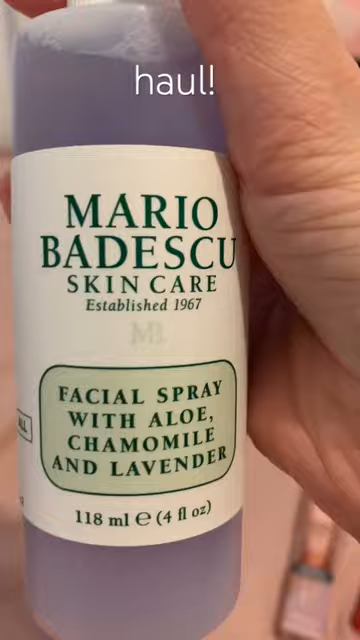 haul!
MARIO
BADESCU
SKIN CARE
Established 1967
MB
FACIAL SPRAY
WITH ALOE,
CHAMOMILE
AND LAVENDER
118 ml ℮ (4 fl oz)